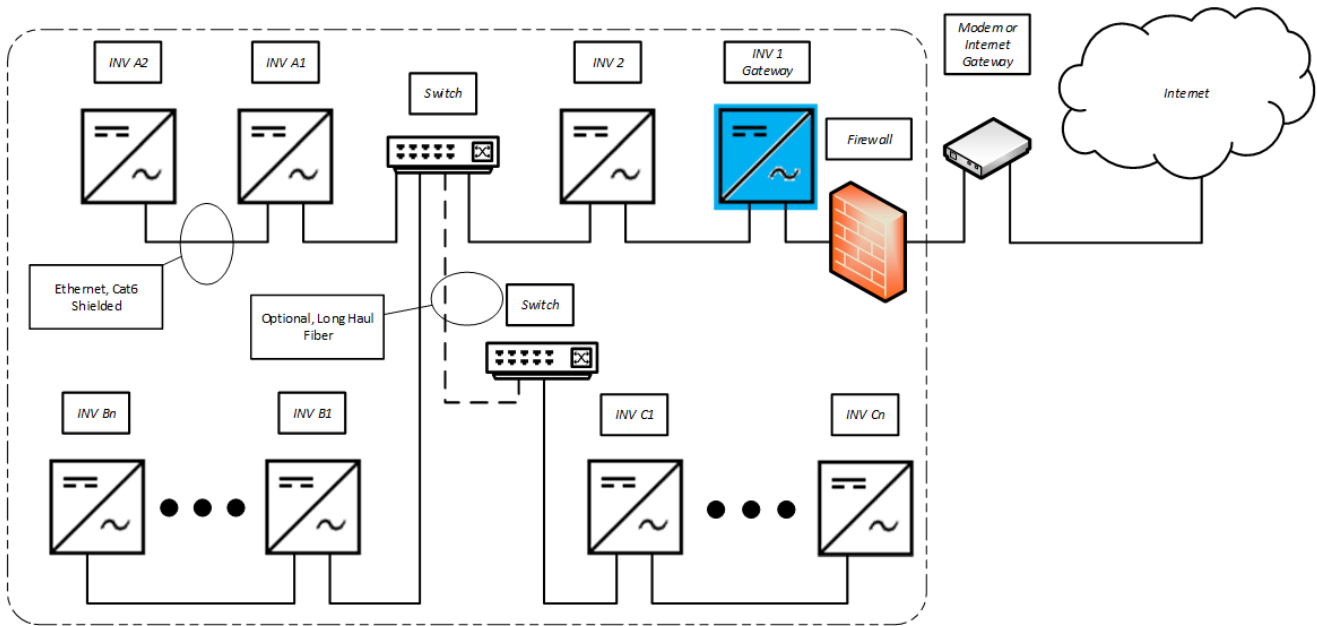 INV A2
INV A1
Switch
INV 2
INV 1
Gateway
Modem or
Internet
Gateway
Internet
Firewall
Ethernet, Cat6
Shielded
Optional, Long Haul
Fiber
Switch
INV Bn
INV B1
INV C1
INV Cn